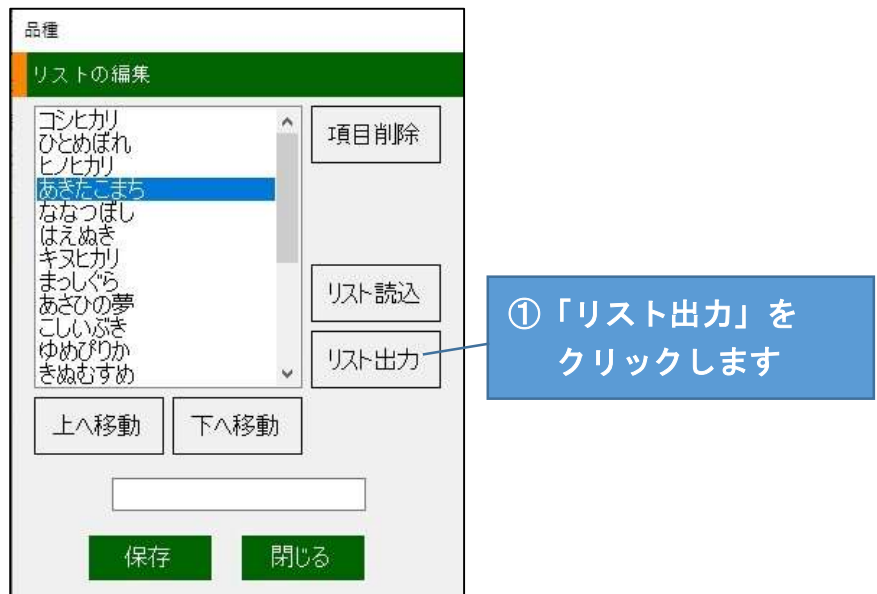 品種
リストの編集
コシヒカリ
ひとめぼれ
ヒノヒカリ
あきたこまち
ななつぼし
はえぬき
キヌヒカリ
まっしぐら
あさひの夢
こしいぶき
ゆめぴりか
きぬむすめ
項目削除
リスト読込
リスト出力
上へ移動
下へ移動
保存
閉じる
①「リスト出力」を
クリックします